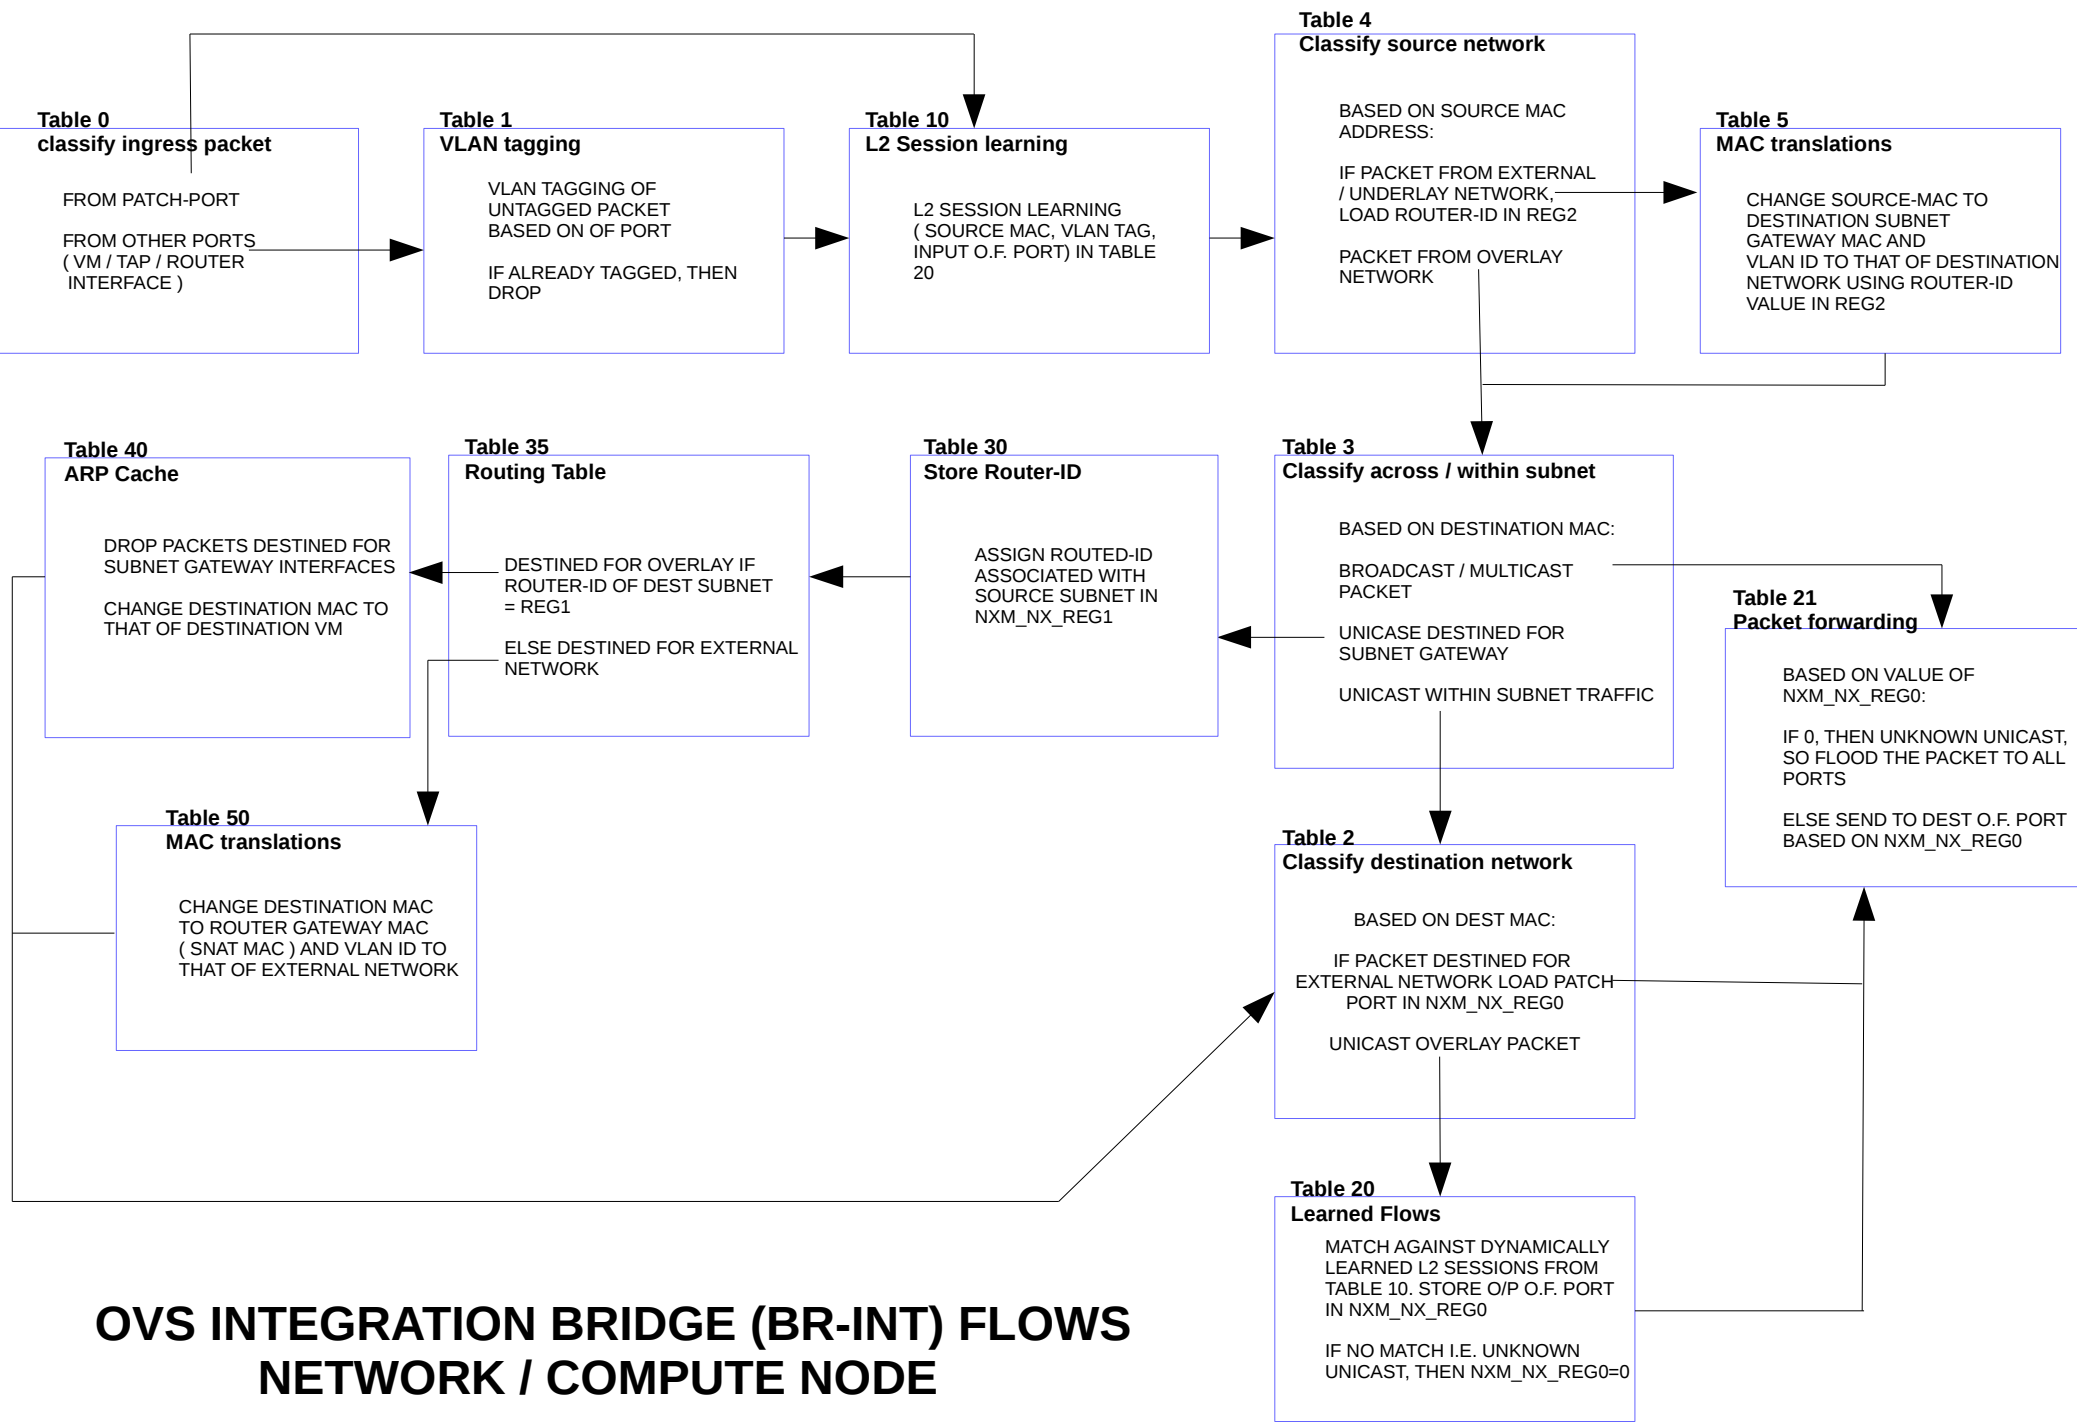 Table 0
classify ingress packet
FROM PATCH-PORT
FROM OTHER PORTS
( VM / TAP / ROUTER
INTERFACE )
Table 1
VLAN tagging
VLAN TAGGING OF
UNTAGGED PACKET
BASED ON OF PORT
IF ALREADY TAGGED, THEN
DROP
Table 10
L2 Session learning
L2 SESSION LEARNING
( SOURCE MAC, VLAN TAG,
INPUT O.F. PORT) IN TABLE
20
Table 4
Classify source network
BASED ON SOURCE MAC
ADDRESS:
IF PACKET FROM EXTERNAL
/ UNDERLAY NETWORK,
LOAD ROUTER-ID IN REG2
PACKET FROM OVERLAY
NETWORK
Table 5
MAC translations
CHANGE SOURCE-MAC TO
DESTINATION SUBNET
GATEWAY MAC AND
VLAN ID TO THAT OF DESTINATION
NETWORK USING ROUTER-ID
VALUE IN REG2
Table 40
ARP Cache
DROP PACKETS DESTINED FOR
SUBNET GATEWAY INTERFACES
CHANGE DESTINATION MAC TO
THAT OF DESTINATION VM
Table 35
Routing Table
DESTINED FOR OVERLAY IF
ROUTER-ID OF DEST SUBNET
= REG1
ELSE DESTINED FOR EXTERNAL
NETWORK
Table 30
Store Router-ID
ASSIGN ROUTED-ID
ASSOCIATED WITH
SOURCE SUBNET IN
NXM_NX_REG1
Table 3
Classify across / within subnet
BASED ON DESTINATION MAC:
BROADCAST / MULTICAST
PACKET
UNICASE DESTINED FOR
SUBNET GATEWAY
UNICAST WITHIN SUBNET TRAFFIC
Table 21
Packet forwarding
BASED ON VALUE OF
NXM_NX_REG0:
IF 0, THEN UNKNOWN UNICAST,
SO FLOOD THE PACKET TO ALL
PORTS
ELSE SEND TO DEST O.F. PORT
BASED ON NXM_NX_REG0
Table 50
MAC translations
CHANGE DESTINATION MAC
TO ROUTER GATEWAY MAC
( SNAT MAC ) AND VLAN ID TO
THAT OF EXTERNAL NETWORK
Table 2
Classify destination network
BASED ON DEST MAC:
IF PACKET DESTINED FOR
EXTERNAL NETWORK LOAD PATCH
PORT IN NXM_NX_REG0
UNICAST OVERLAY PACKET
Table 20
Learned Flows
MATCH AGAINST DYNAMICALLY
LEARNED L2 SESSIONS FROM
TABLE 10. STORE O/P O.F. PORT
IN NXM_NX_REG0
IF NO MATCH I.E. UNKNOWN
UNICAST, THEN NXM_NX_REG0=0
OVS INTEGRATION BRIDGE (BR-INT) FLOWS
NETWORK / COMPUTE NODE